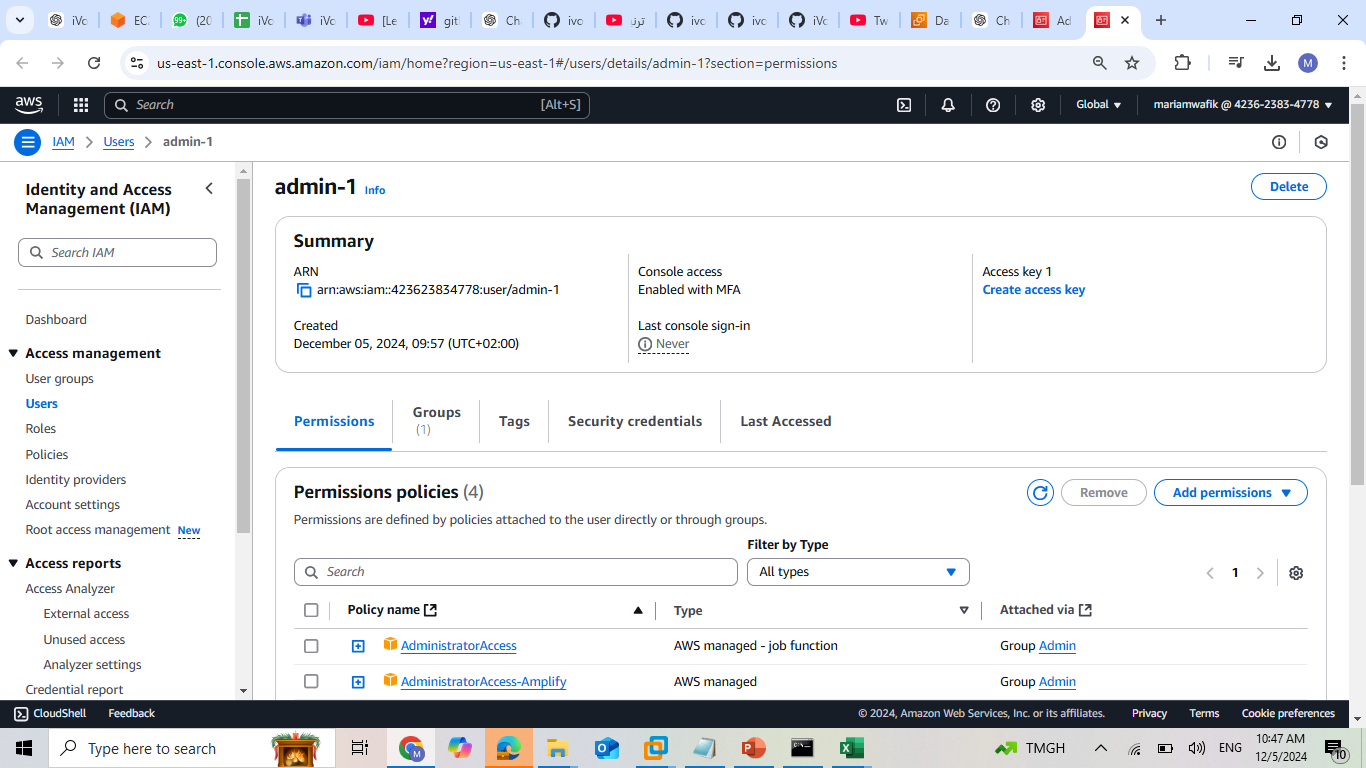 iVo
EC
99+
(20
iVo
iVo
[Le
git
Ch
ivo
ترن
ivo
ivo
iVo
Tw
Da
Ch
Ad
us-east-1.console.aws.amazon.com/iam/home?region=us-east-1#/users/details/admin-1?section=permissions
M
aws
Search
[Alt+S]
Global
mariamwafik @ 4236-2383-4778
IAM
Users
admin-1
Identity and Access
Management (IAM)
Search IAM
Dashboard
Access management
User groups
Users
Roles
Policies
Identity providers
Account settings
Root access management New
Access reports
Access Analyzer
External access
Unused access
Analyzer settings
Credential report
admin-1 Info
Delete
Summary
ARN
arn:aws:iam::423623834778:user/admin-1
Created
December 05, 2024, 09:57 (UTC+02:00)
Console access
Enabled with MFA
Last console sign-in
Never
Access key 1
Create access key
Permissions
Groups
(1)
Tags
Security credentials
Last Accessed
Permissions policies (4)
Remove
Add permissions
Permissions are defined by policies attached to the user directly or through groups.
Filter by Type
Search
All types
1
Policy name
Type
Attached via
AdministratorAccess
AWS managed - job function
Group Admin
AdministratorAccess-Amplify
AWS managed
Group Admin
CloudShell
Feedback
© 2024, Amazon Web Services, Inc. or its affiliates.
Privacy
Terms
Cookie preferences
Type here to search
TMGH
ENG
10:47 AM
12/5/2024
10